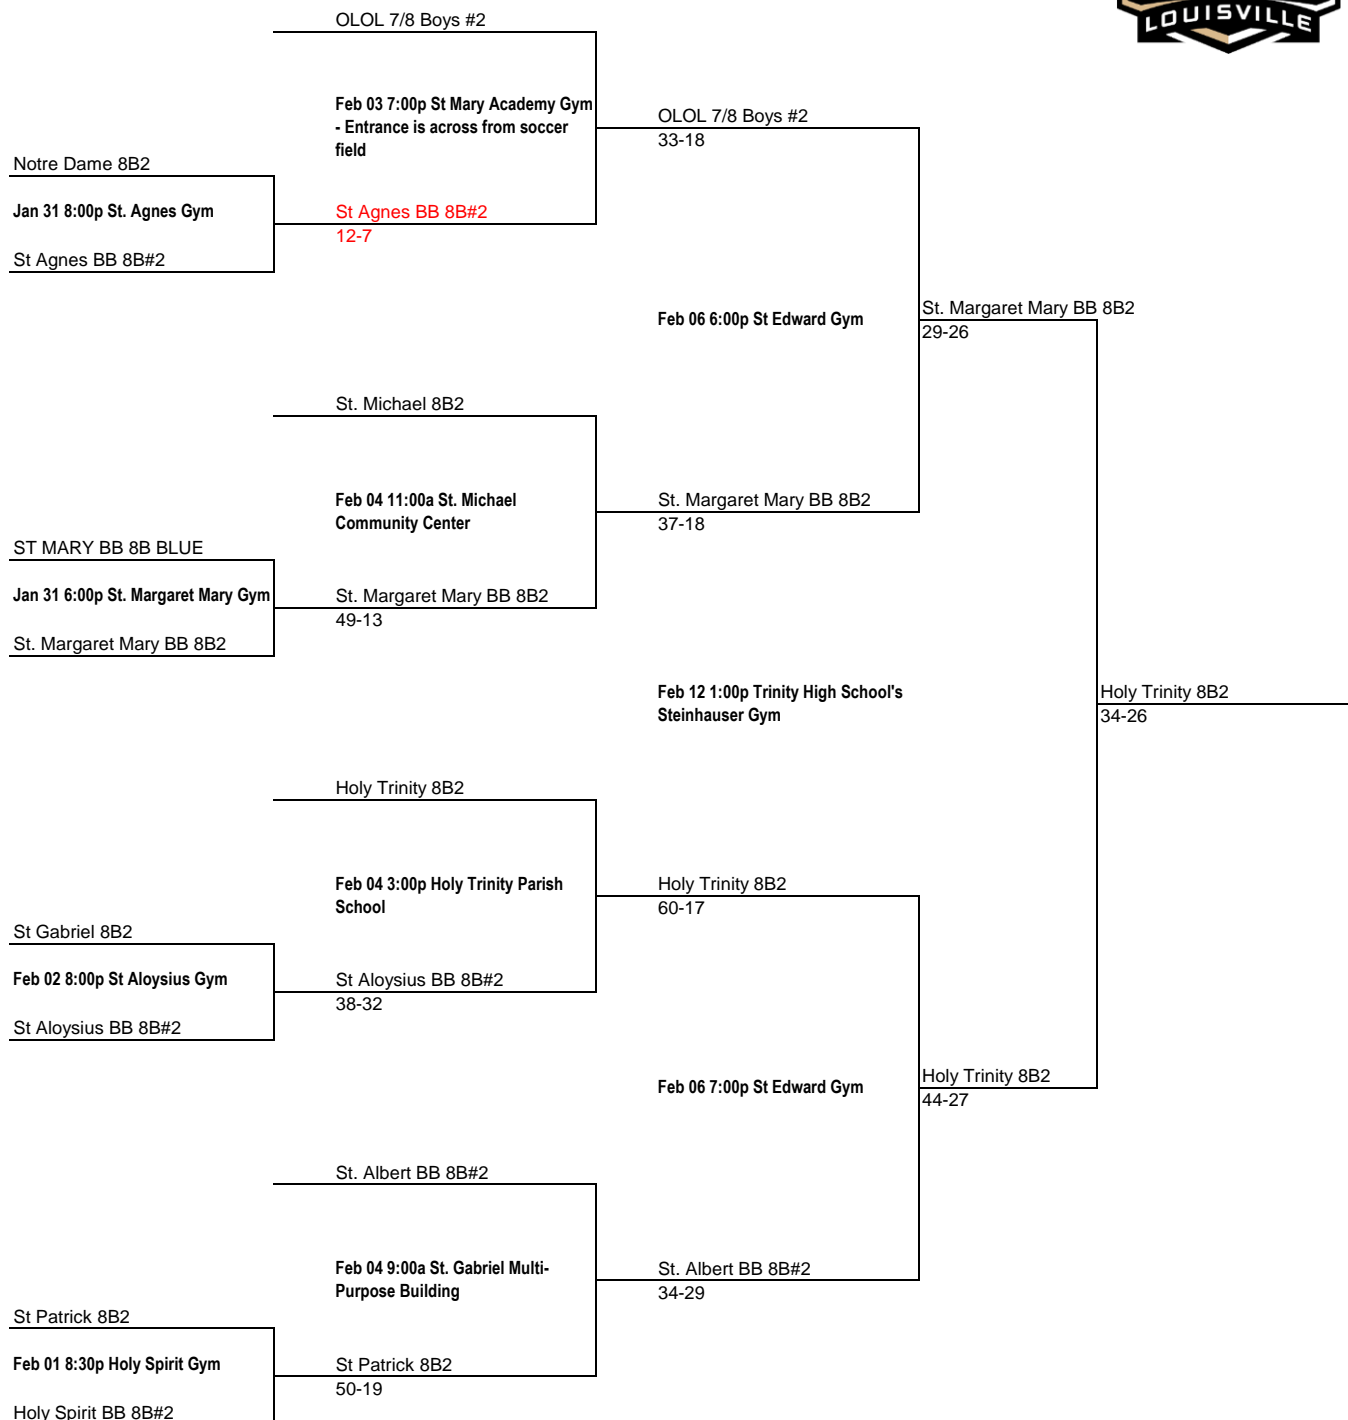 LOUISVILLE
OLOL 7/8 Boys #2
Feb 03 7:00p St Mary Academy Gym
- Entrance is across from soccer
field
OLOL 7/8 Boys #2
33-18
Notre Dame 8B2
Jan 31 8:00p St. Agnes Gym
St Agnes BB 8B#2
12-7
St Agnes BB 8B#2
Feb 06 6:00p St Edward Gym
St. Margaret Mary BB 8B2
29-26
St. Michael 8B2
Feb 04 11:00a St. Michael
Community Center
St. Margaret Mary BB 8B2
37-18
ST MARY BB 8B BLUE
Jan 31 6:00p St. Margaret Mary Gym
St. Margaret Mary BB 8B2
49-13
St. Margaret Mary BB 8B2
Feb 12 1:00p Trinity High School's
Steinhauser Gym
Holy Trinity 8B2
34-26
Holy Trinity 8B2
Feb 04 3:00p Holy Trinity Parish
School
Holy Trinity 8B2
60-17
St Gabriel 8B2
Feb 02 8:00p St Aloysius Gym
St Aloysius BB 8B#2
38-32
St Aloysius BB 8B#2
Feb 06 7:00p St Edward Gym
Holy Trinity 8B2
44-27
St. Albert BB 8B#2
Feb 04 9:00a St. Gabriel Multi-
Purpose Building
St. Albert BB 8B#2
34-29
St Patrick 8B2
Feb 01 8:30p Holy Spirit Gym
St Patrick 8B2
50-19
Holy Spirit BB 8B#2